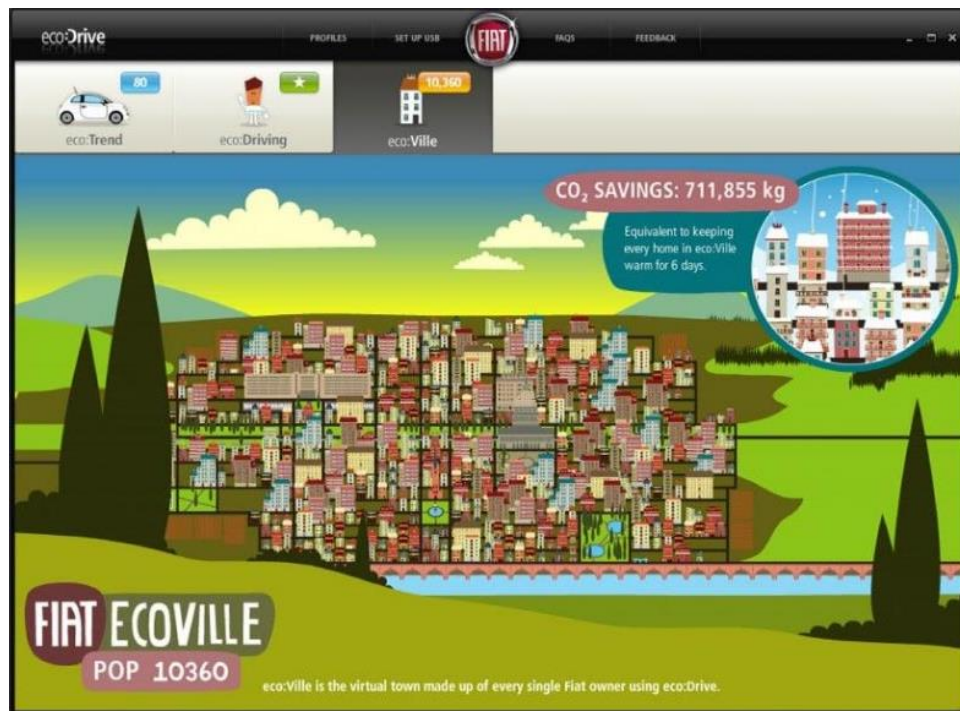 eco:Drive
PROFILES
SET UP USB
FIAT
FAQS
FEEDBACK
80
eco:Trend
eco:Driving
10,360
eco:Ville
CO₂ SAVINGS: 711,855 kg
Equivalent to keeping
every home in eco:Ville
warm for 6 days.
FIAT ECOVILLE
POP 10360
eco:Ville is the virtual town made up of every single Fiat owner using eco:Drive.